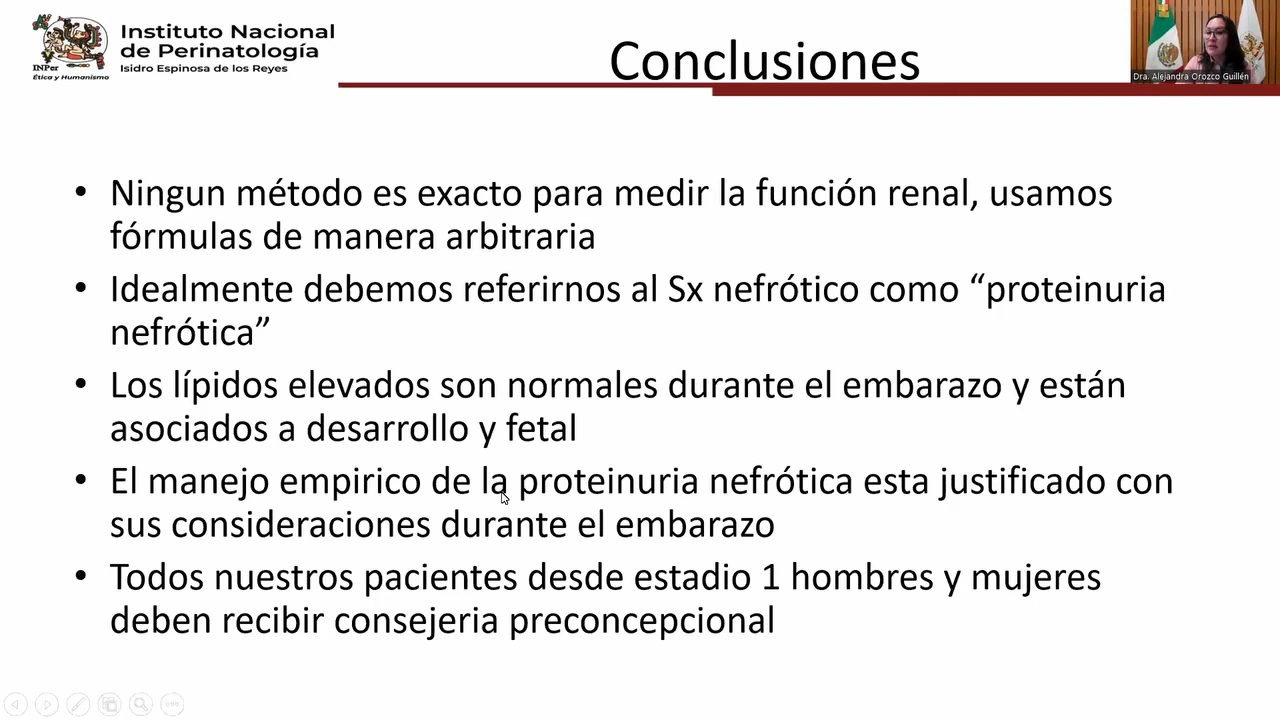 INPer
Ética y Humanismo
Instituto Nacional
de Perinatología
Isidro Espinosa de los Reyes
Conclusiones
Dra. Alejandra Orozco Guillén
• Ningun método es exacto para medir la función renal, usamos
fórmulas de manera arbitraria
• Idealmente debemos referirnos al Sx nefrótico como “proteinuria
nefrótica”
• Los lípidos elevados son normales durante el embarazo y están
asociados a desarrollo y fetal
• El manejo empirico de la proteinuria nefrótica esta justificado con
sus consideraciones durante el embarazo
• Todos nuestros pacientes desde estadio 1 hombres y mujeres
deben recibir consejeria preconcepcional